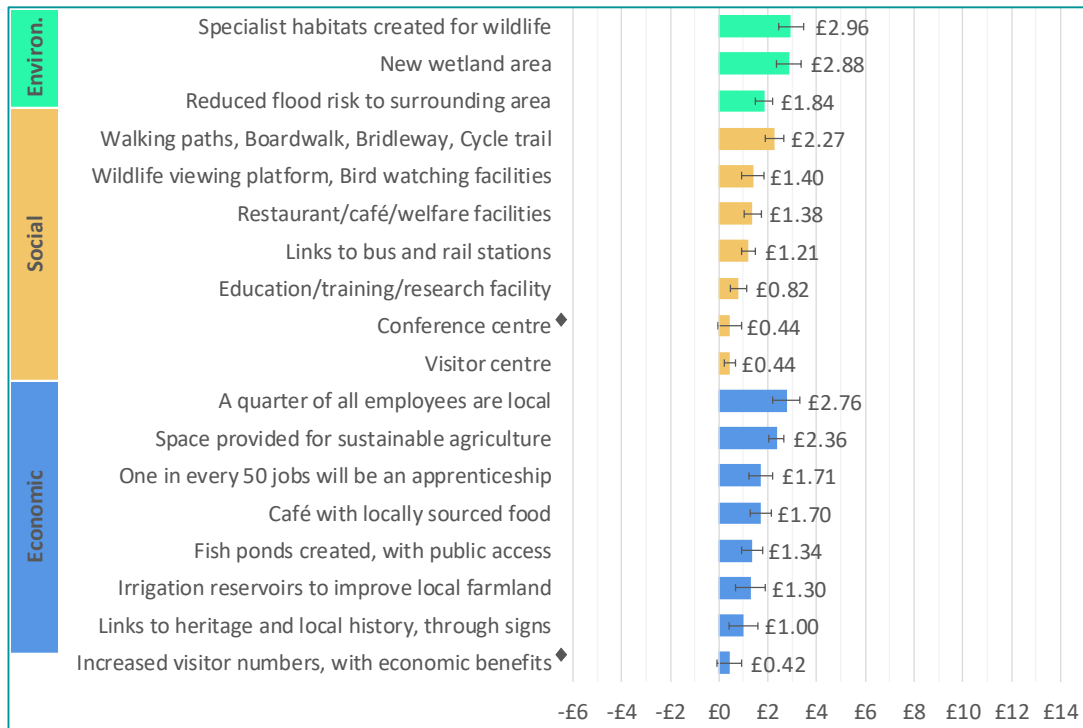 Environ.
Specialist habitats created for wildlife £2.96
New wetland area £2.88
Reduced flood risk to surrounding area £1.84
Social
Walking paths, Boardwalk, Bridleway, Cycle trail £2.27
Wildlife viewing platform, Bird watching facilities £1.40
Restaurant/café/welfare facilities £1.38
Links to bus and rail stations £1.21
Education/training/research facility £0.82
Conference centre♦ £0.44
Visitor centre £0.44
Economic
A quarter of all employees are local £2.76
Space provided for sustainable agriculture £2.36
One in every 50 jobs will be an apprenticeship £1.71
Café with locally sourced food £1.70
Fish ponds created, with public access £1.34
Irrigation reservoirs to improve local farmland £1.30
Links to heritage and local history, through signs £1.00
Increased visitor numbers, with economic benefits♦ £0.42
-£6 -£4 -£2 £0 £2 £4 £6 £8 £10 £12 £14